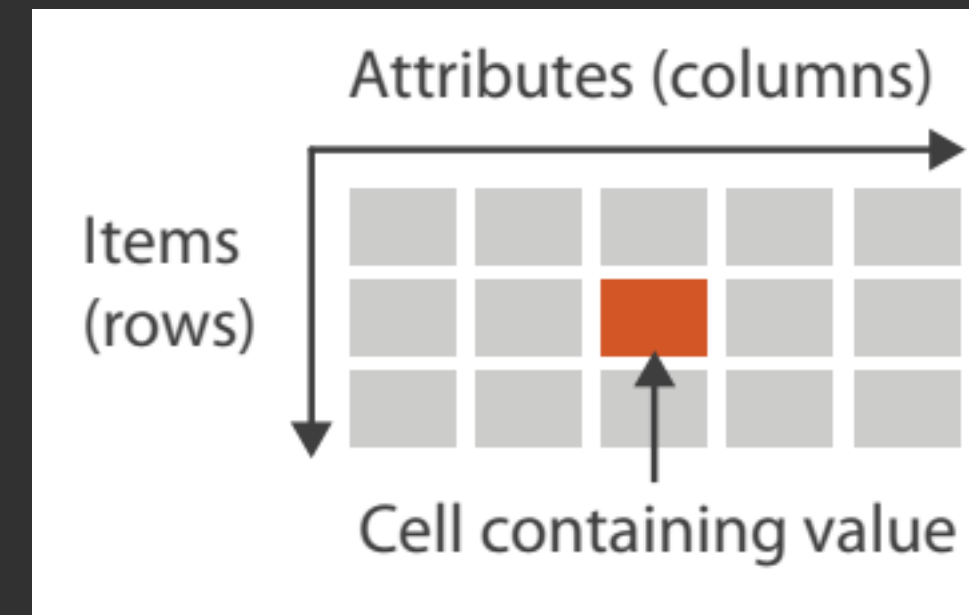 Attributes (columns)
Items
(rows)
Cell containing value